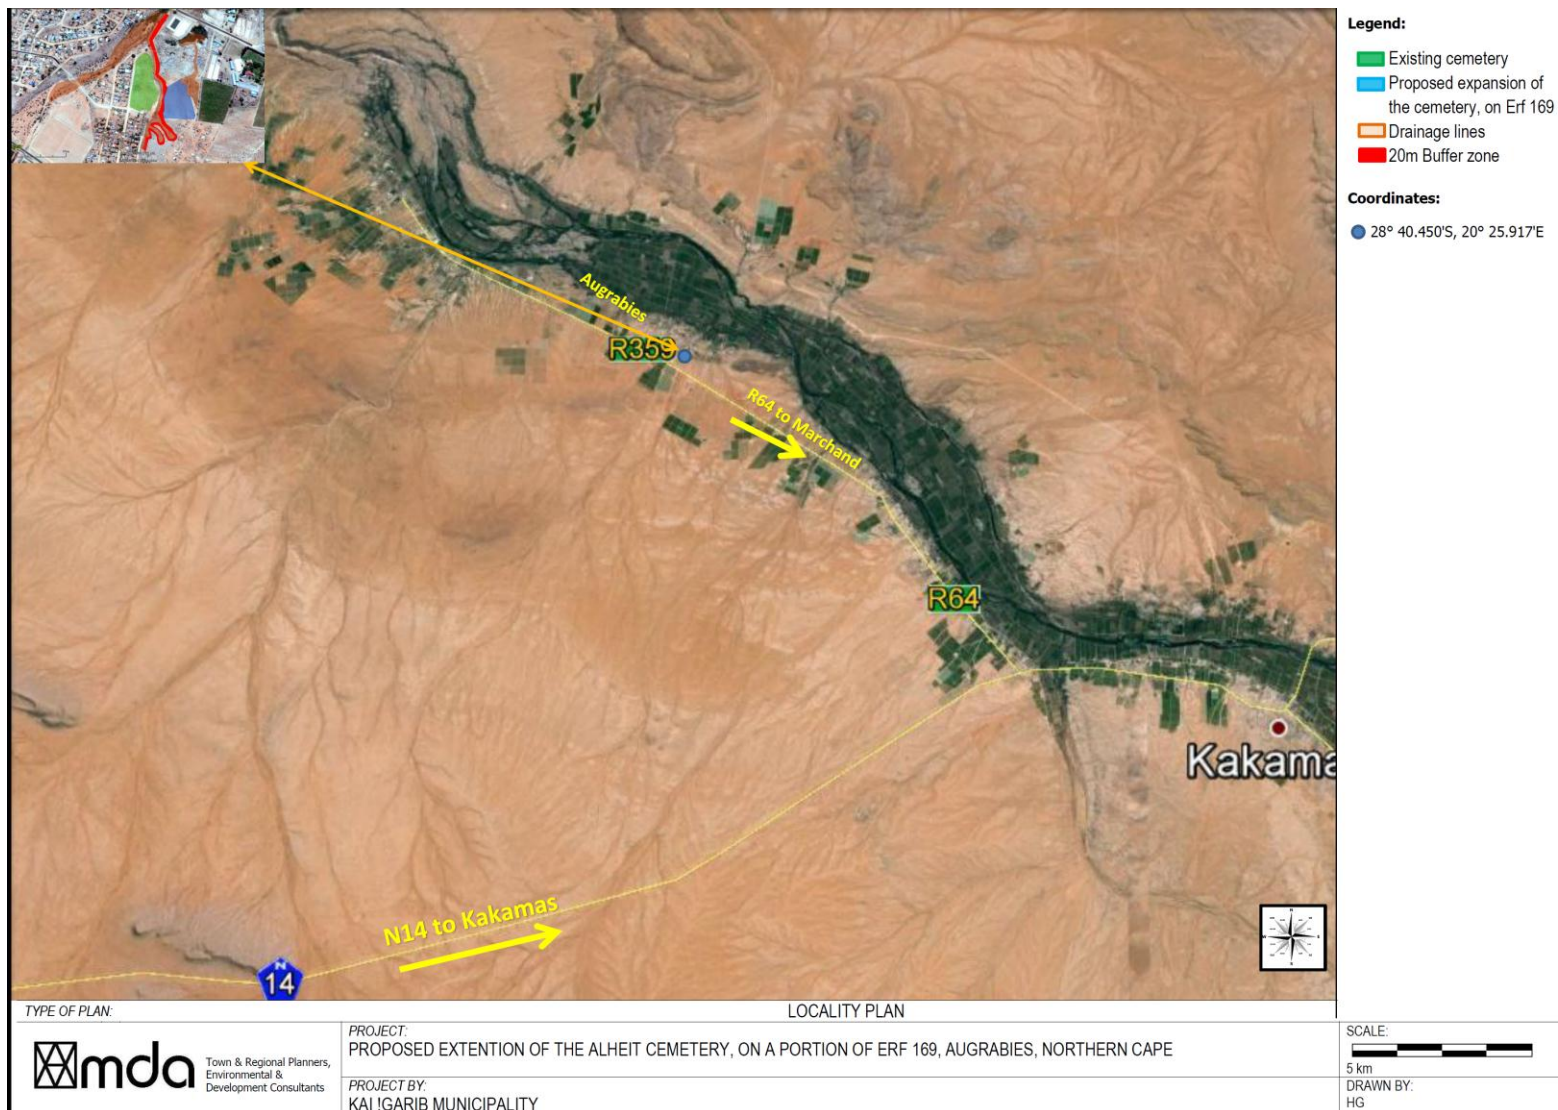 Legend:
Existing cemetery
Proposed expansion of
the cemetery, on Erf 169
Drainage lines
20m Buffer zone
Coordinates:
28° 40.450'S, 20° 25.917'E
Augrabies
R359
R64 to Marchand
R64
Kakama
N14 to Kakamas
N
14
TYPE OF PLAN:
LOCALITY PLAN
mda
Town & Regional Planners,
Environmental &
Development Consultants
PROJECT:
PROPOSED EXTENTION OF THE ALHEIT CEMETERY, ON A PORTION OF ERF 169, AUGRABIES, NORTHERN CAPE
PROJECT BY:
KAI !GARIB MUNICIPALITY
SCALE:
5 km
DRAWN BY:
HG